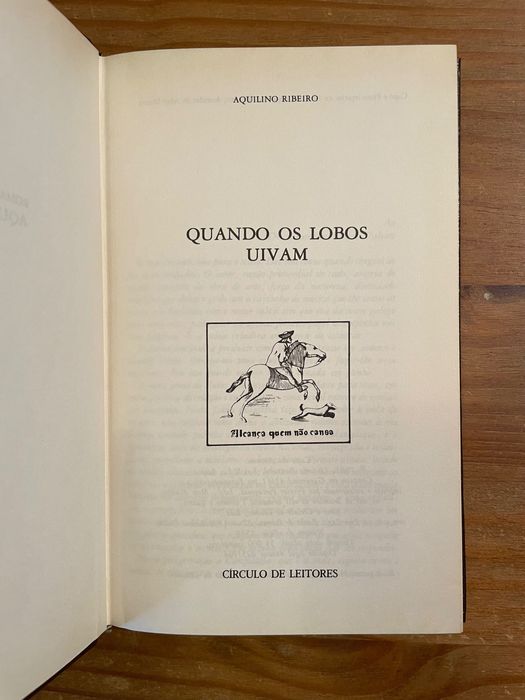 AQUILINO RIBEIRO
QUANDO OS LOBOS
UIVAM
Alcança quem não cansa
CÍRCULO DE LEITORES